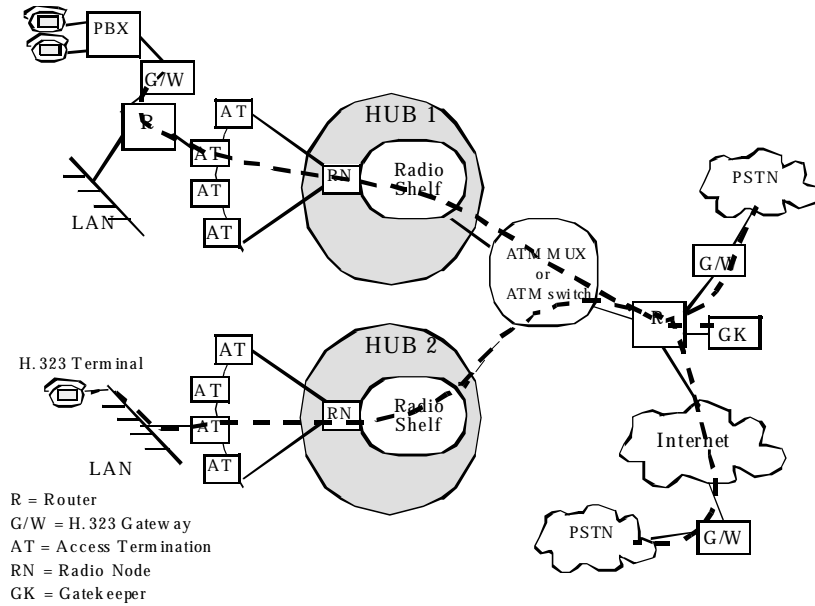 PBX
G/W
R
AT
AT
AT
AT
LAN
HUB 1
RN
Radio
Shelf
ATM MUX
or
ATM switch
PSTN
G/W
R
GK
H.323 Terminal
LAN
AT
AT
AT
AT
HUB 2
RN
Radio
Shelf
Internet
PSTN
G/W
R = Router
G/W = H.323 Gateway
AT = Access Termination
RN = Radio Node
GK = Gatekeeper